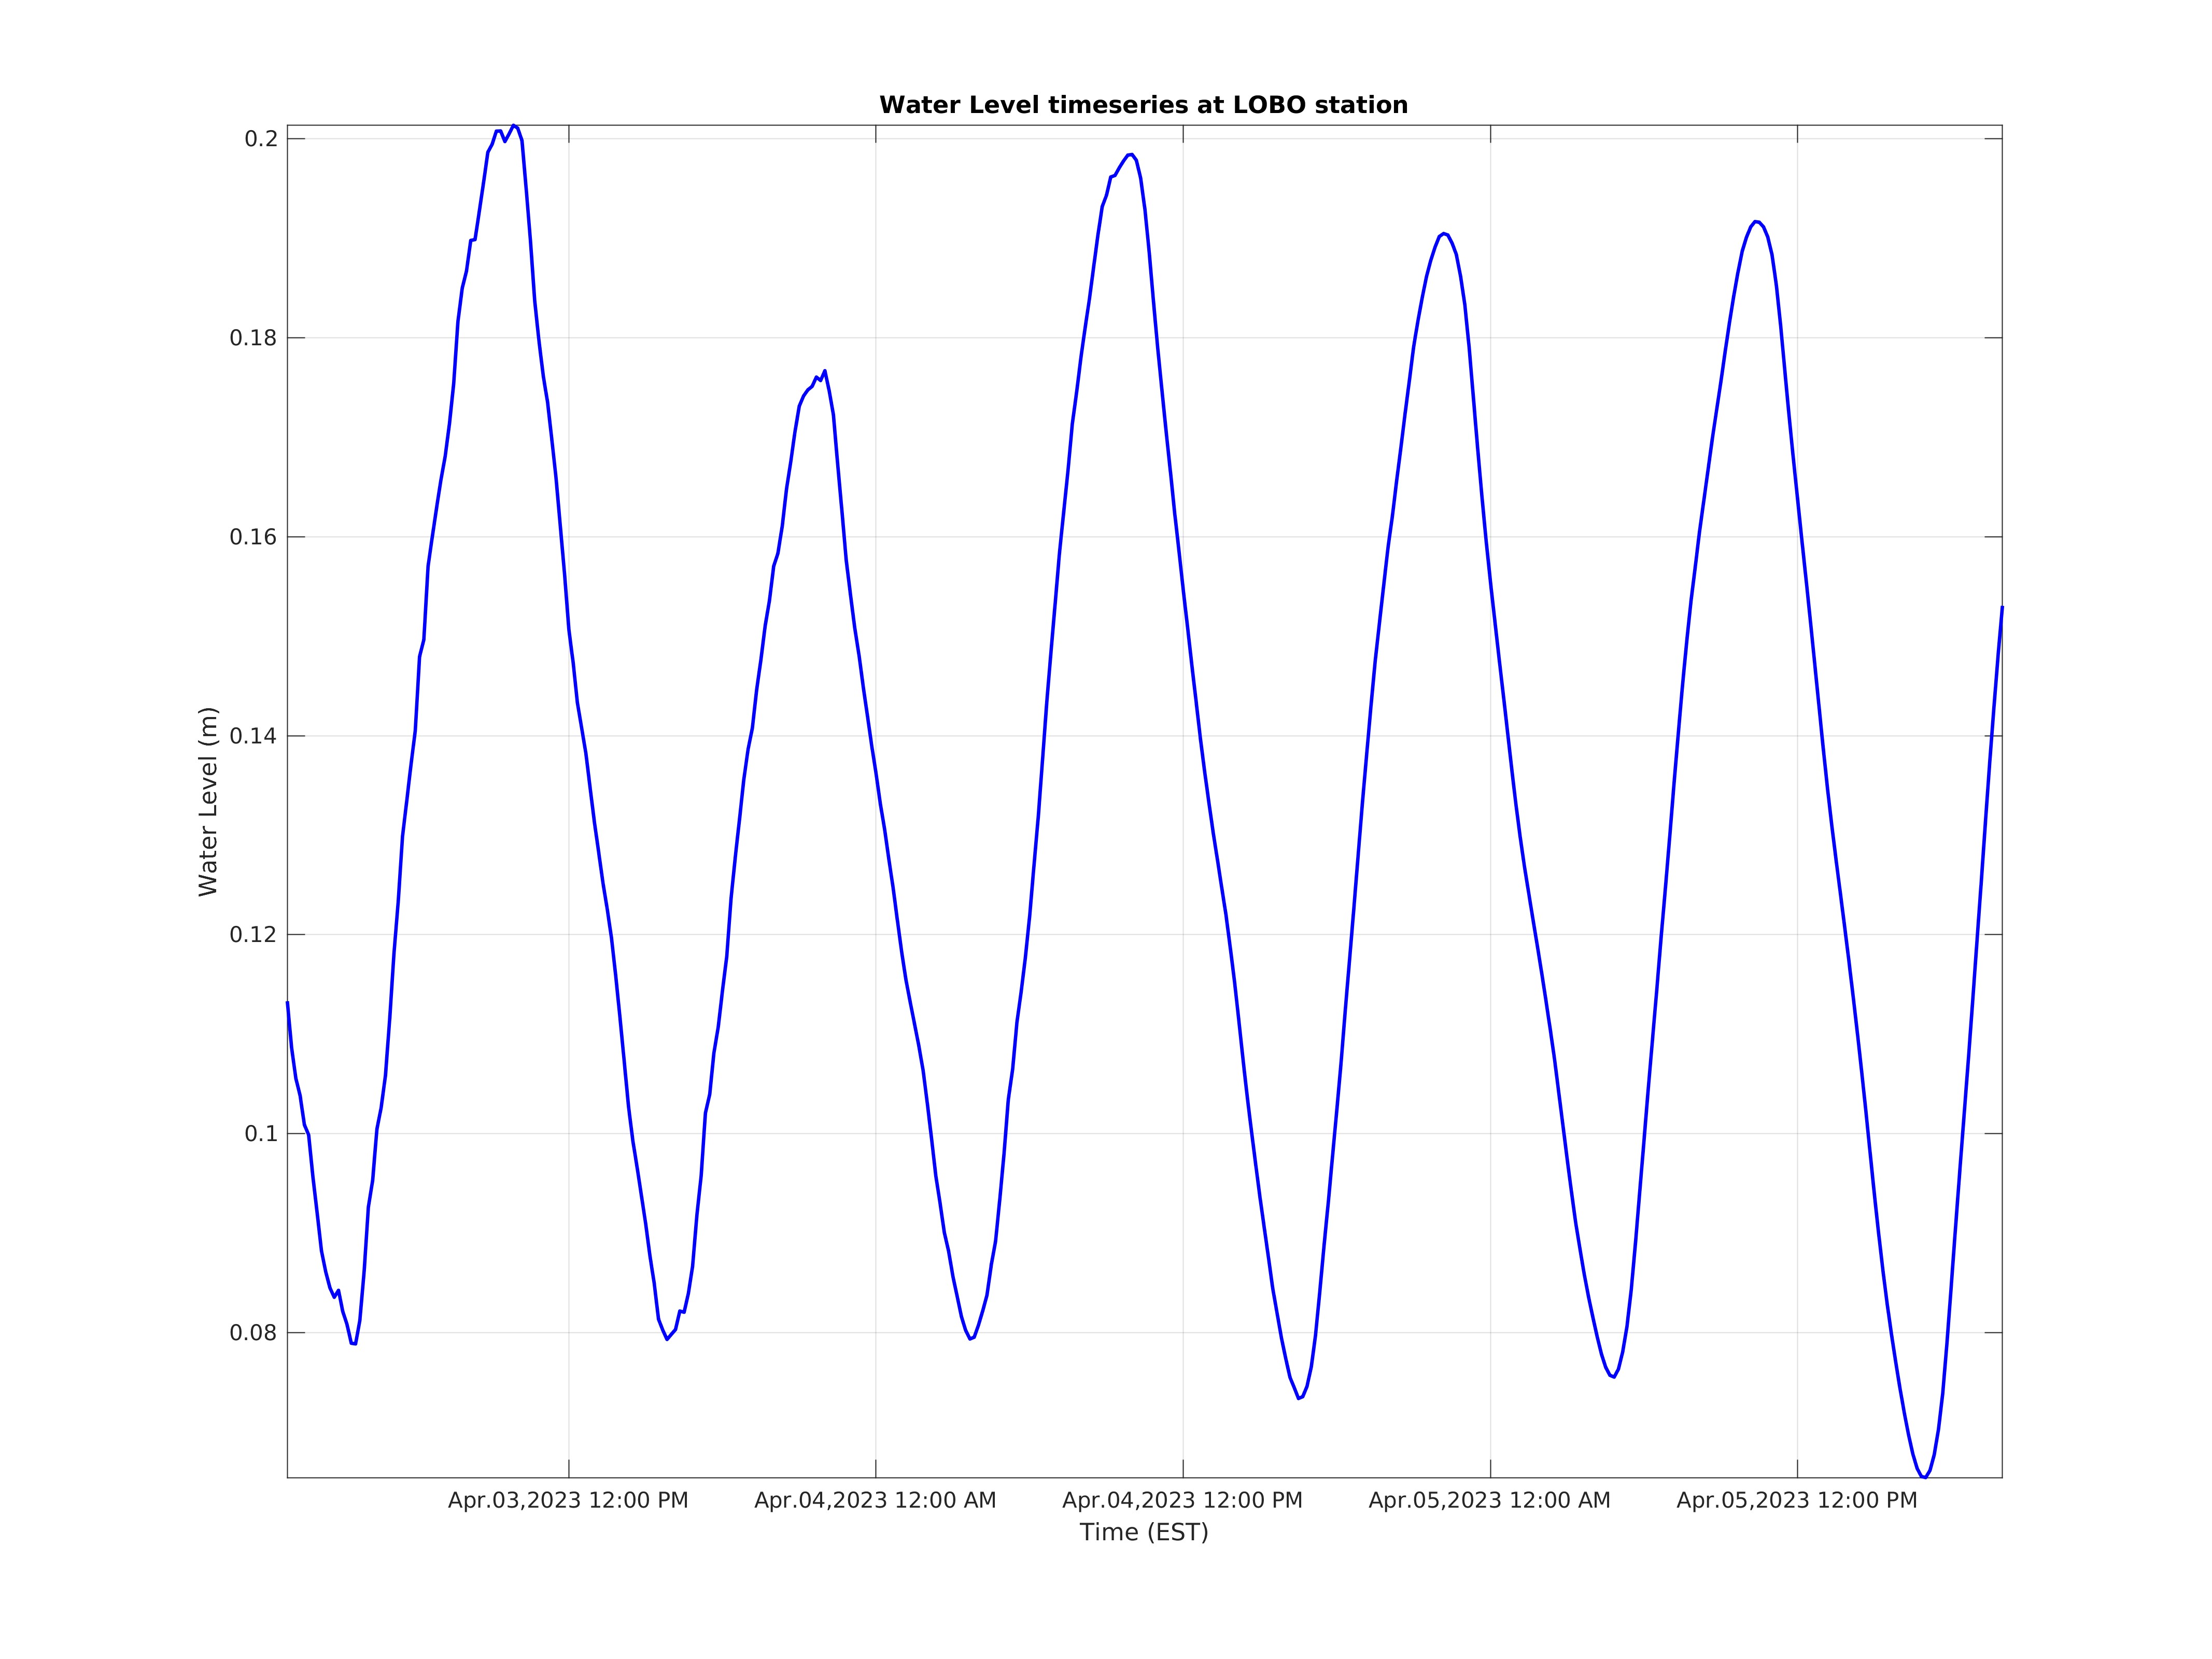 Water Level timeseries at LOBO station
0.2
0.18
0.16
0.14
0.12
0.1
0.08
Water Level (m)
Apr.03,2023 12:00 PM
Apr.04,2023 12:00 AM
Apr.04,2023 12:00 PM
Apr.05,2023 12:00 AM
Apr.05,2023 12:00 PM
Time (EST)